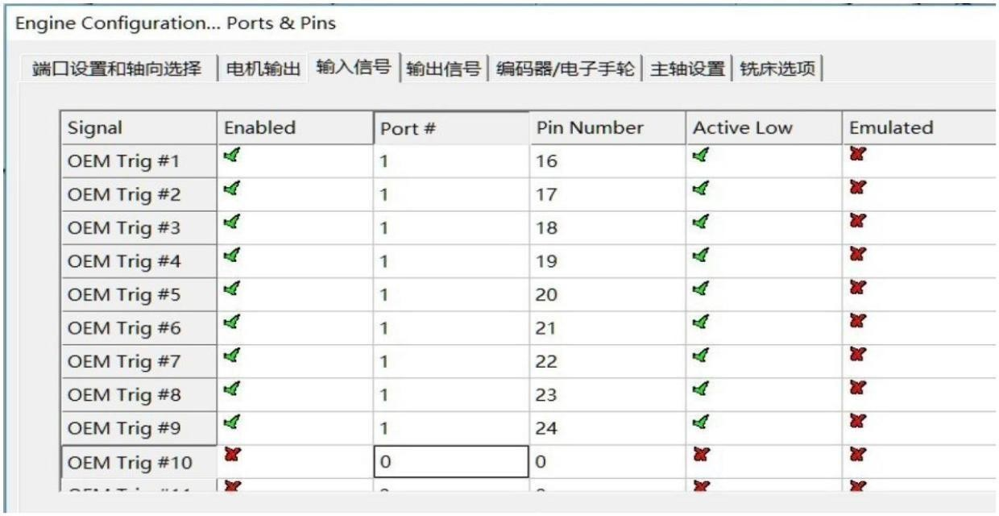 Engine Configuration... Ports & Pins
端口设置和轴向选择 电机输出 输入信号 输出信号 编码器/电子手轮 主轴设置 铣床选项
Signal Enabled Port # Pin Number Active Low Emulated
OEM Trig #1 1 16
OEM Trig #2 1 17
OEM Trig #3 1 18
OEM Trig #4 1 19
OEM Trig #5 1 20
OEM Trig #6 1 21
OEM Trig #7 1 22
OEM Trig #8 1 23
OEM Trig #9 1 24
OEM Trig #10 0 0